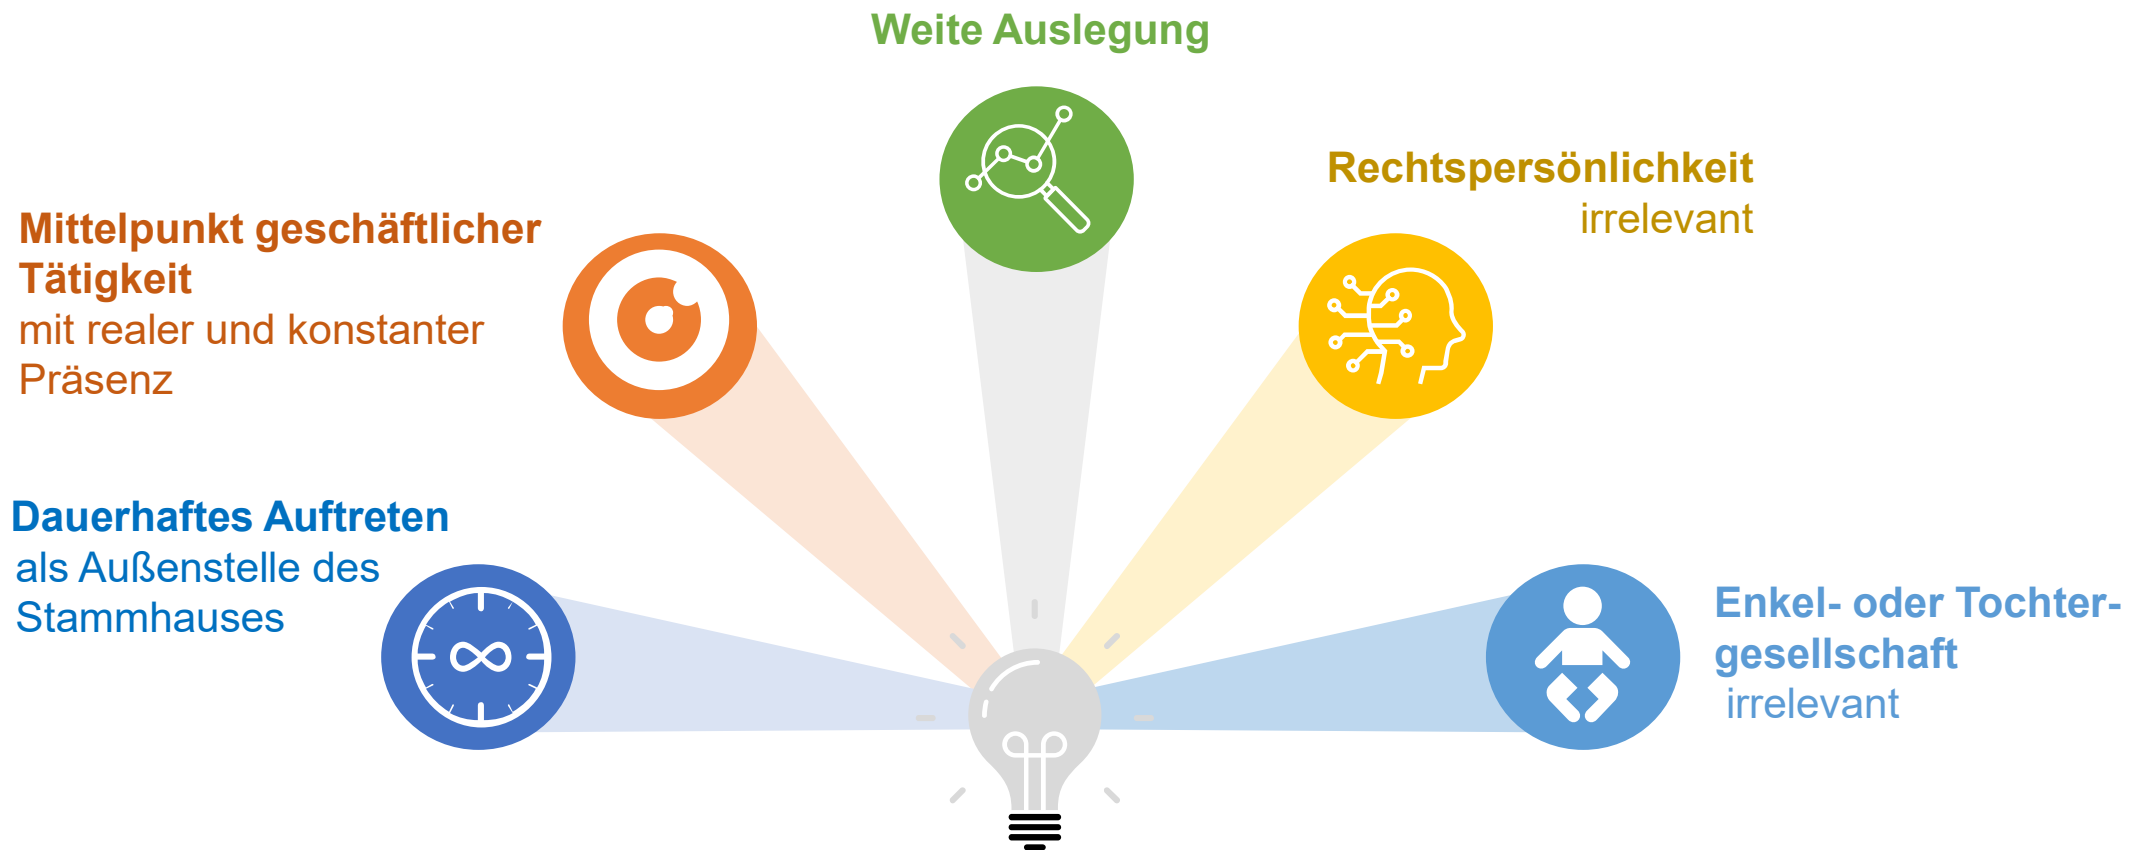 Weite Auslegung
Rechtspersönlichkeit
irrelevant
Mittelpunkt geschäftlicher
Tätigkeit
mit realer und konstanter
Präsenz
Dauerhaftes Auftreten
als Außenstelle des
Stammhauses
Enkel- oder Tochter-
gesellschaft
irrelevant